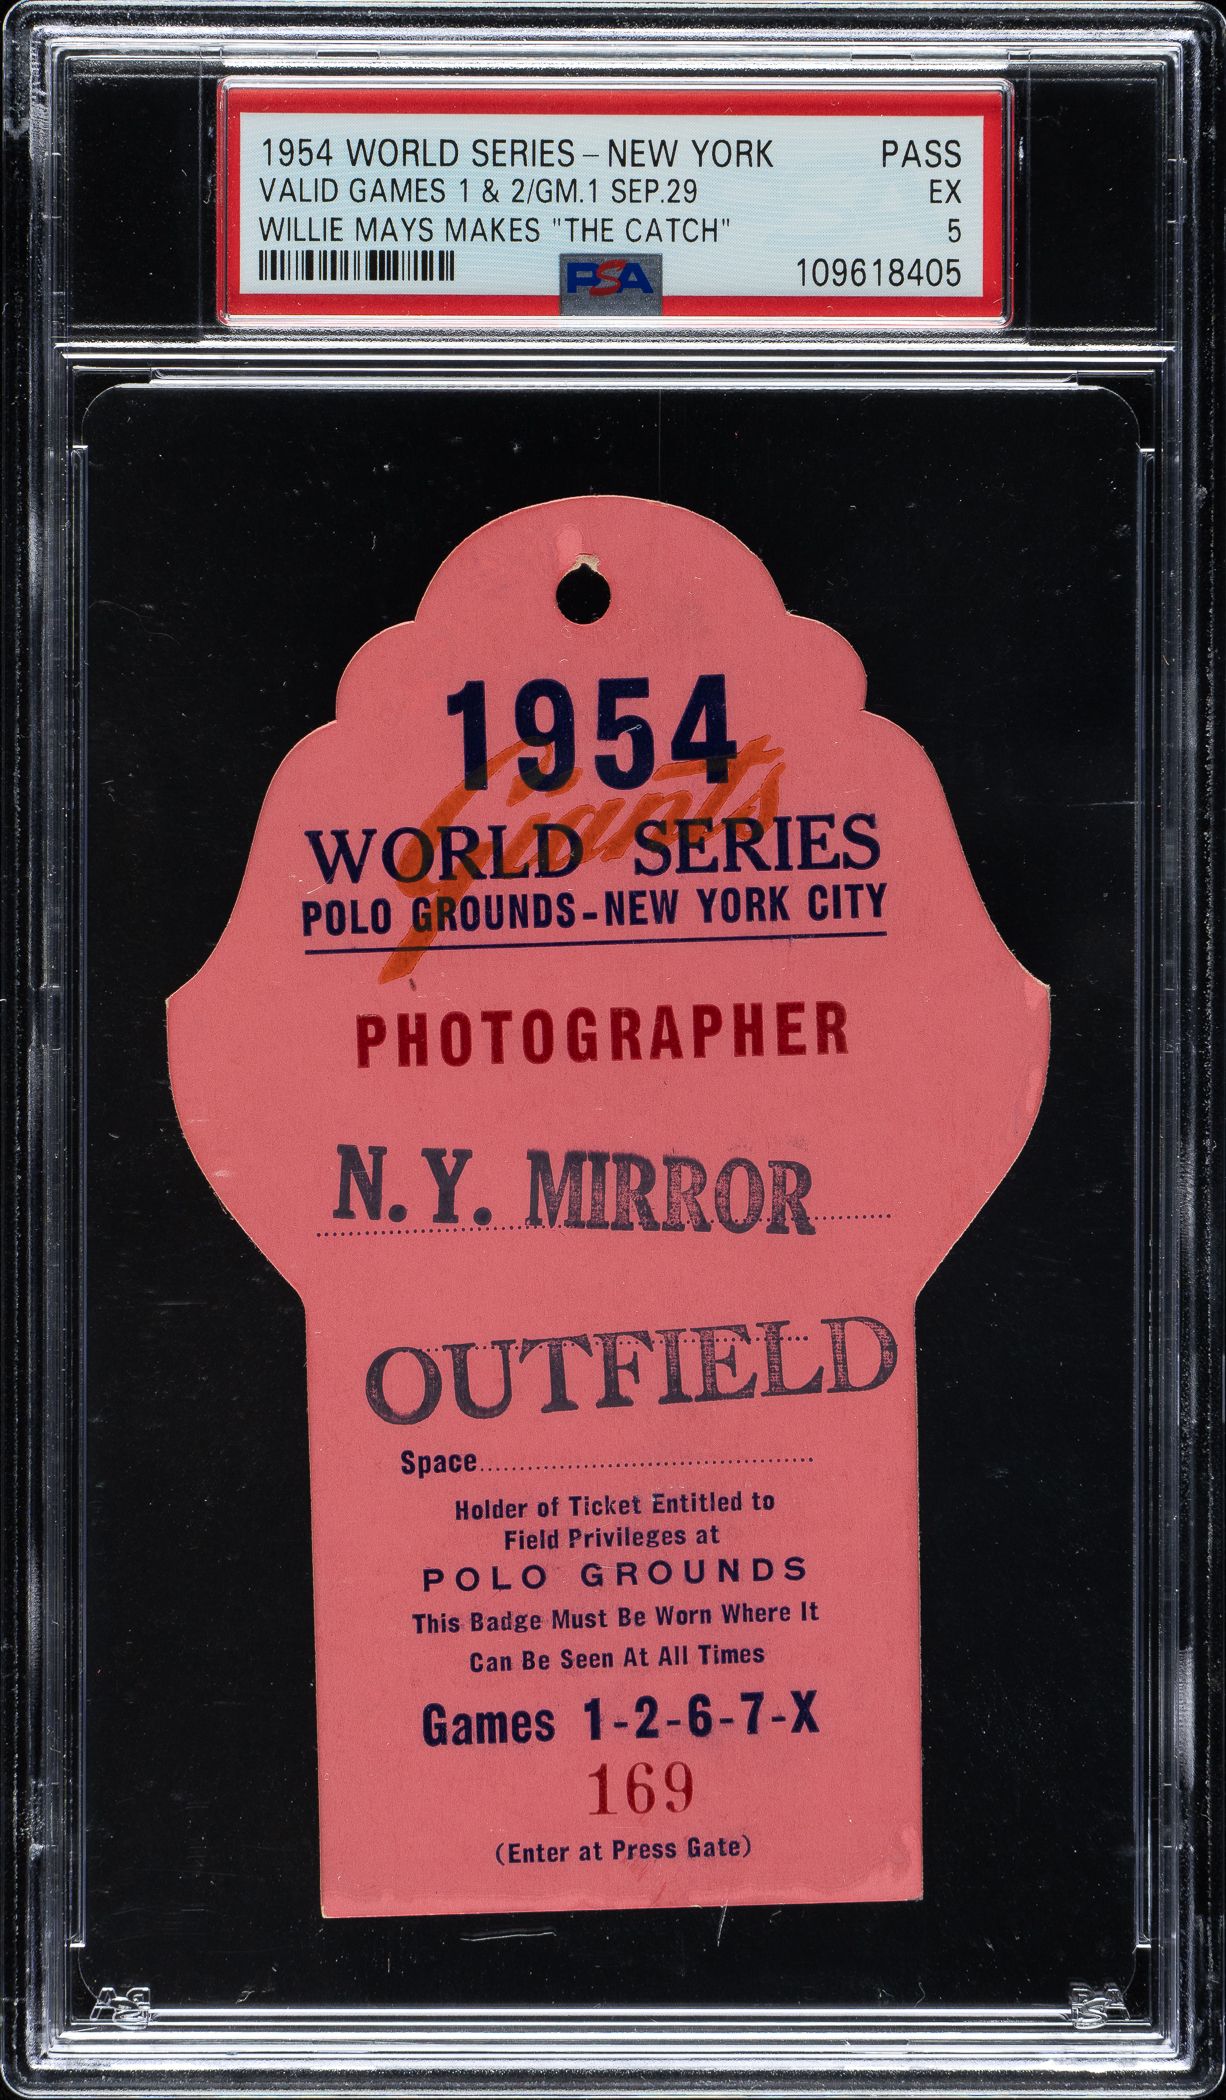 1954 WORLD SERIES – NEW YORK PASS
VALID GAMES 1 & 2/GM.1 SEP.29 EX
WILLIE MAYS MAKES "THE CATCH" 5
PSA 109618405
1954
Giants
WORLD SERIES
POLO GROUNDS-NEW YORK CITY
PHOTOGRAPHER
N.Y. MIRROR
OUTFIELD
Space
Holder of Ticket Entitled to
Field Privileges at
POLO GROUNDS
This Badge Must Be Worn Where It
Can Be Seen At All Times
Games 1-2-6-7-X
169
(Enter at Press Gate)
PSA PSA